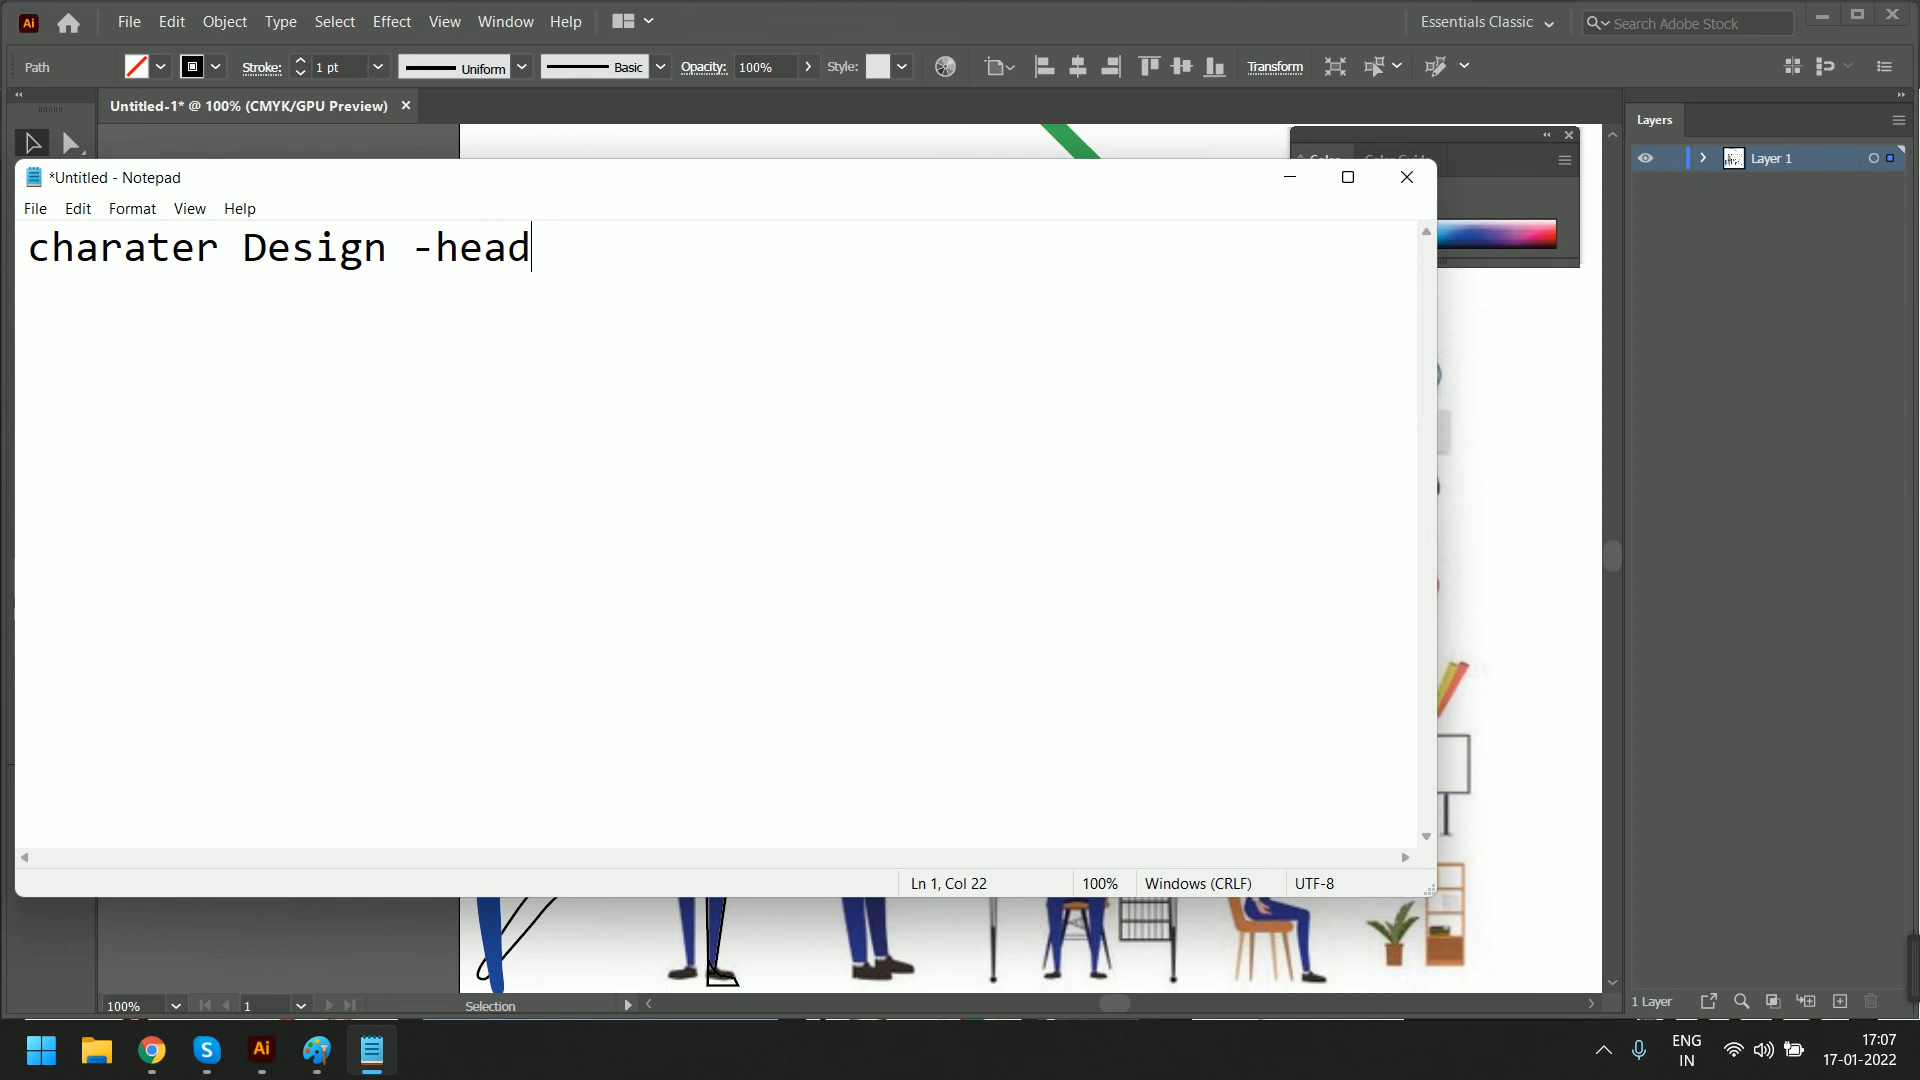 Ai File Edit Object Type Select Effect View Window Help Essentials Classic Search Adobe Stock
Path Stroke: 1 pt Uniform Basic Opacity: 100% Style: Transform
Untitled-1* @ 100% (CMYK/GPU Preview)
Layers
Layer 1
*Untitled - Notepad
File Edit Format View Help
charater Design -head
Ln 1, Col 22 100% Windows (CRLF) UTF-8
100% 1 Selection
1 Layer
S Ai
ENG
IN
17:07
17-01-2022